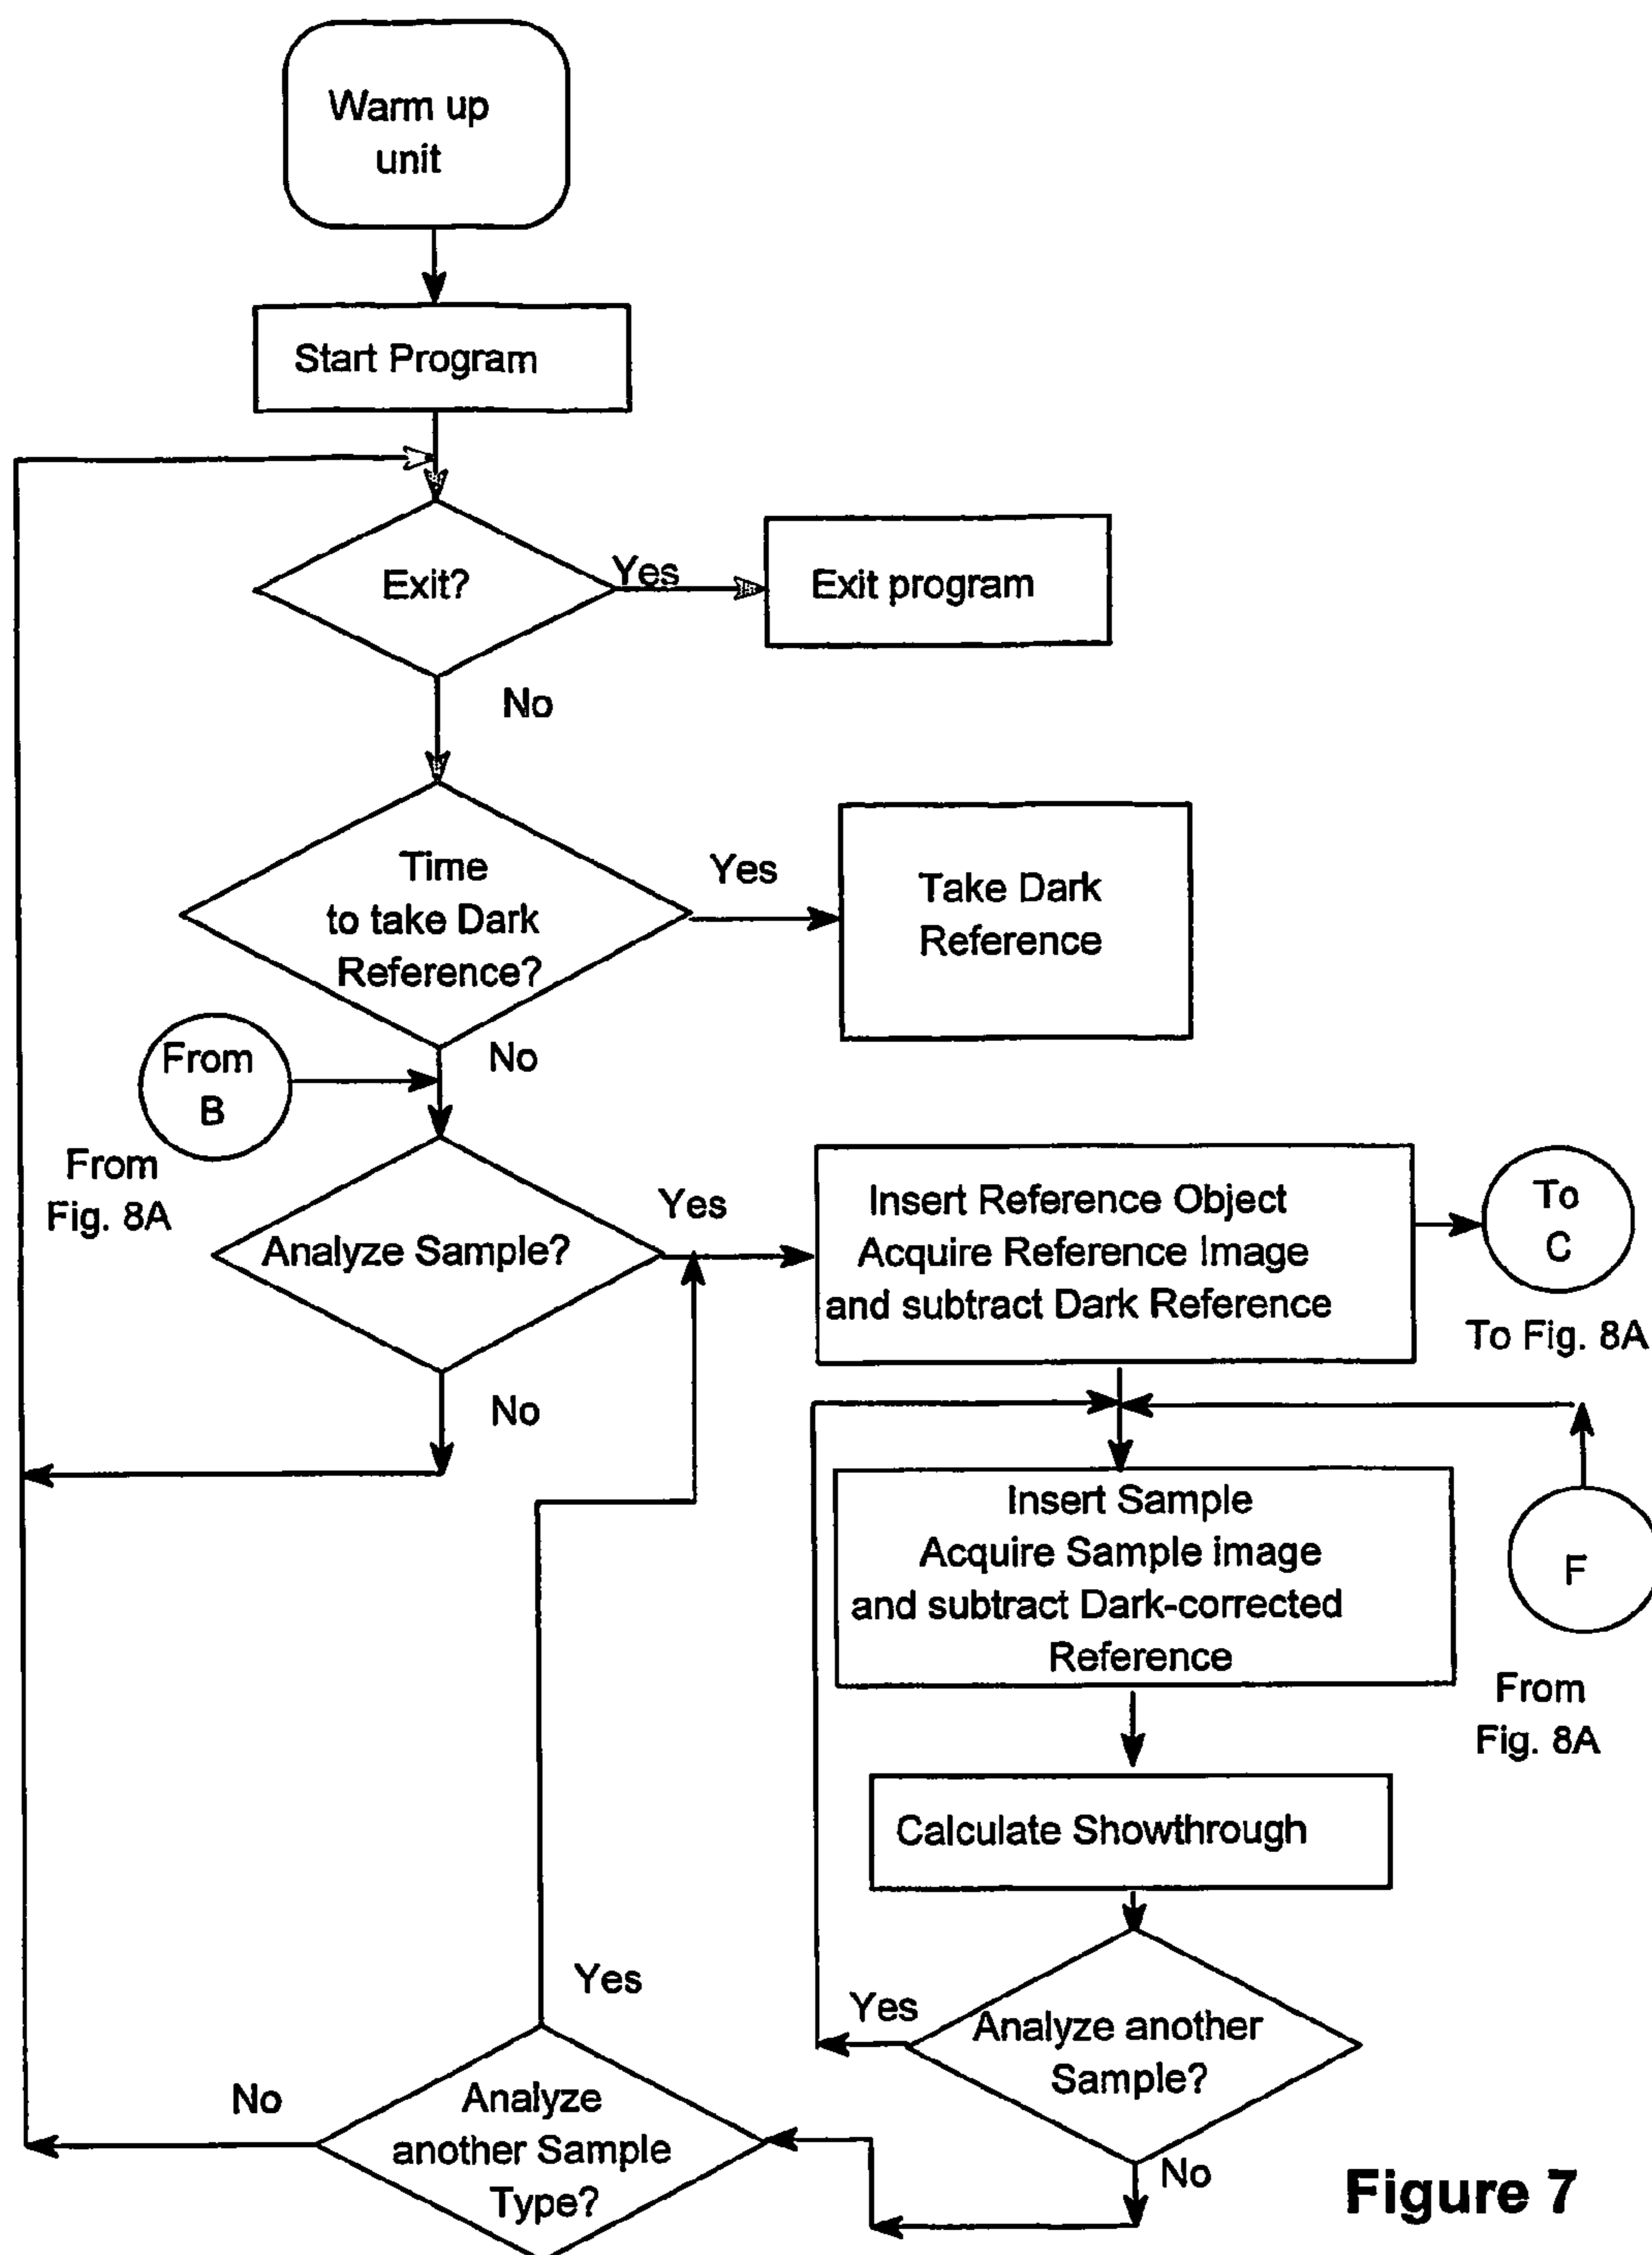 Warm up
unit
Start Program
Exit?
Yes
Exit program
No
Time
to take Dark
Reference?
Yes
Take Dark
Reference
No
From
B
From
Fig. 8A
Analyze Sample?
Yes
Insert Reference Object
Acquire Reference Image
and subtract Dark Reference
To
C
To Fig. 8A
No
Insert Sample
Acquire Sample image
and subtract Dark-corrected
Reference
F
From
Fig. 8A
Calculate Showthrough
Analyze another
Sample?
Yes
No
Analyze
another Sample
Type?
Yes
No
Figure 7